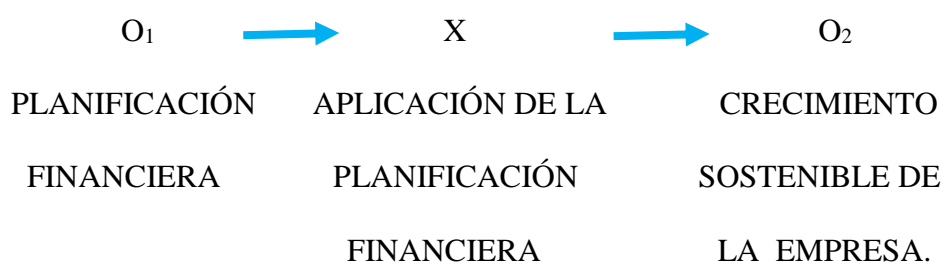 O₁ X O₂
PLANIFICACIÓN APLICACIÓN DE LA CRECIMIENTO
FINANCIERA PLANIFICACIÓN SOSTENIBLE DE
FINANCIERA LA EMPRESA.